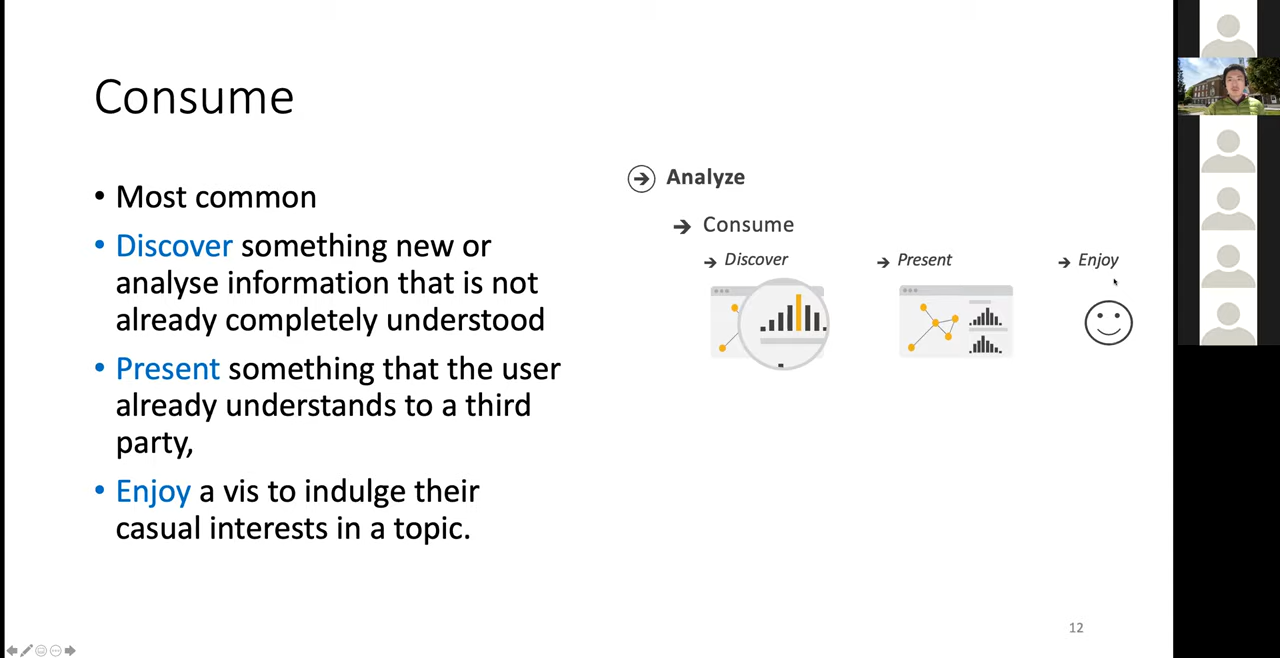 Consume
• Most common
• Discover something new or
analyse information that is not
already completely understood
• Present something that the user
already understands to a third
party,
• Enjoy a vis to indulge their
casual interests in a topic.
Analyze
Consume
Discover
Present
Enjoy
12